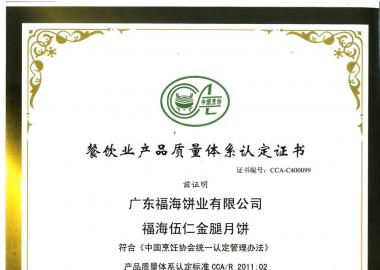 中国烹协
餐饮业产品质量体系认定证书
证书编号：CCA-C400099
兹证明
广东福海饼业有限公司
福海伍仁金腿月饼
符合《中国烹饪协会统一认定管理办法》
产品质量体系认定标准CCA/R 2011:02